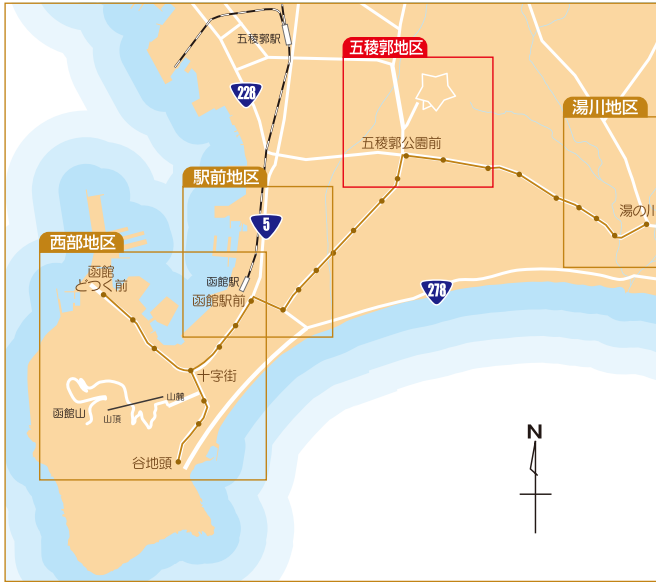 五稜郭駅
228
五稜郭地区
五稜郭公園前
湯川地区
湯の川
駅前地区
5
函館駅
函館駅前
278
西部地区
函館
どつく前
十字街
函館山
山頂
山麓
谷地頭
N